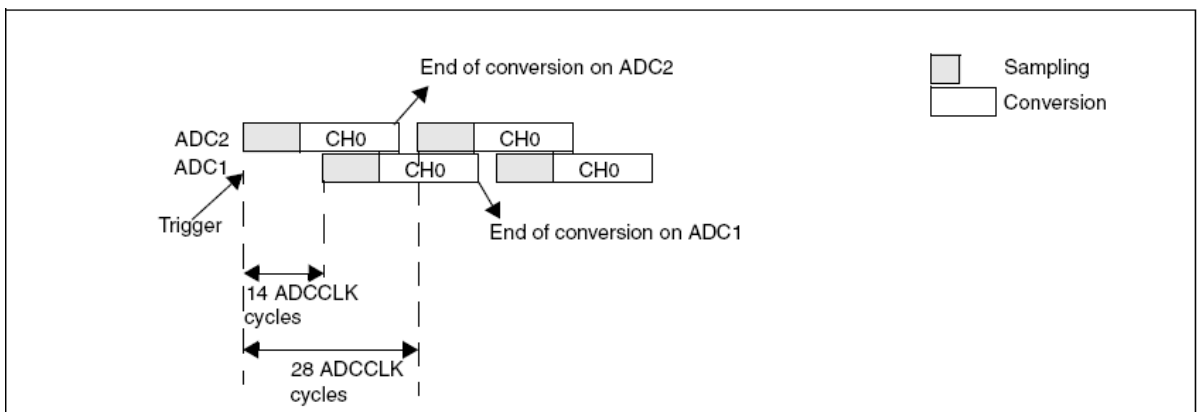 End of conversion on ADC2
Sampling
Conversion
ADC2
CH0
CH0
ADC1
CH0
CH0
Trigger
End of conversion on ADC1
14 ADCCLK
cycles
28 ADCCLK
cycles